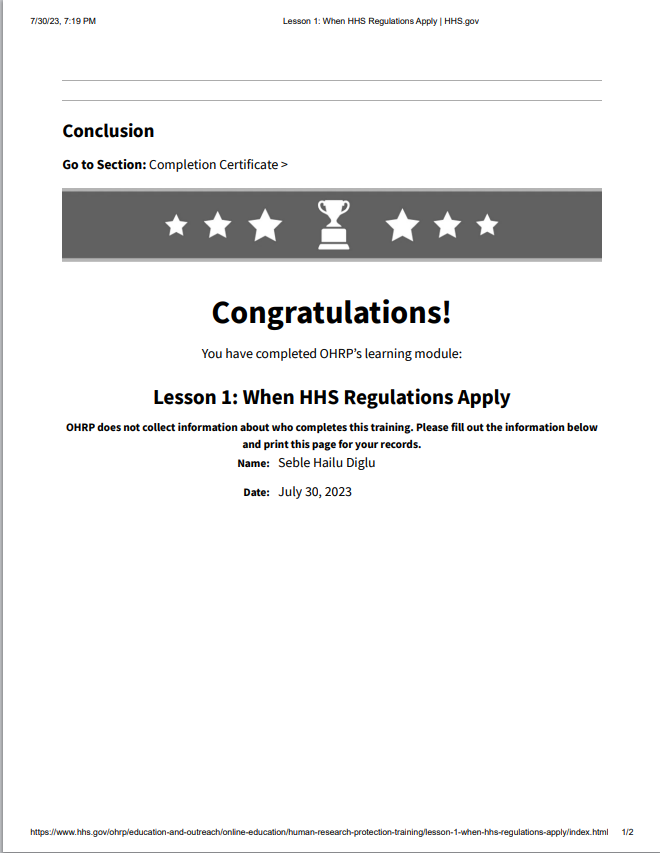 7/30/23, 7:19 PM Lesson 1: When HHS Regulations Apply | HHS.gov
Conclusion
Go to Section: Completion Certificate >
Congratulations!
You have completed OHRP's learning module:
Lesson 1: When HHS Regulations Apply
OHRP does not collect information about who completes this training. Please fill out the information below
and print this page for your records.
Name: Seble Hailu Diglu
Date: July 30, 2023
https://www.hhs.gov/ohrp/education-and-outreach/online-education/human-research-protection-training/lesson-1-when-hhs-regulations-apply/index.html 1/2